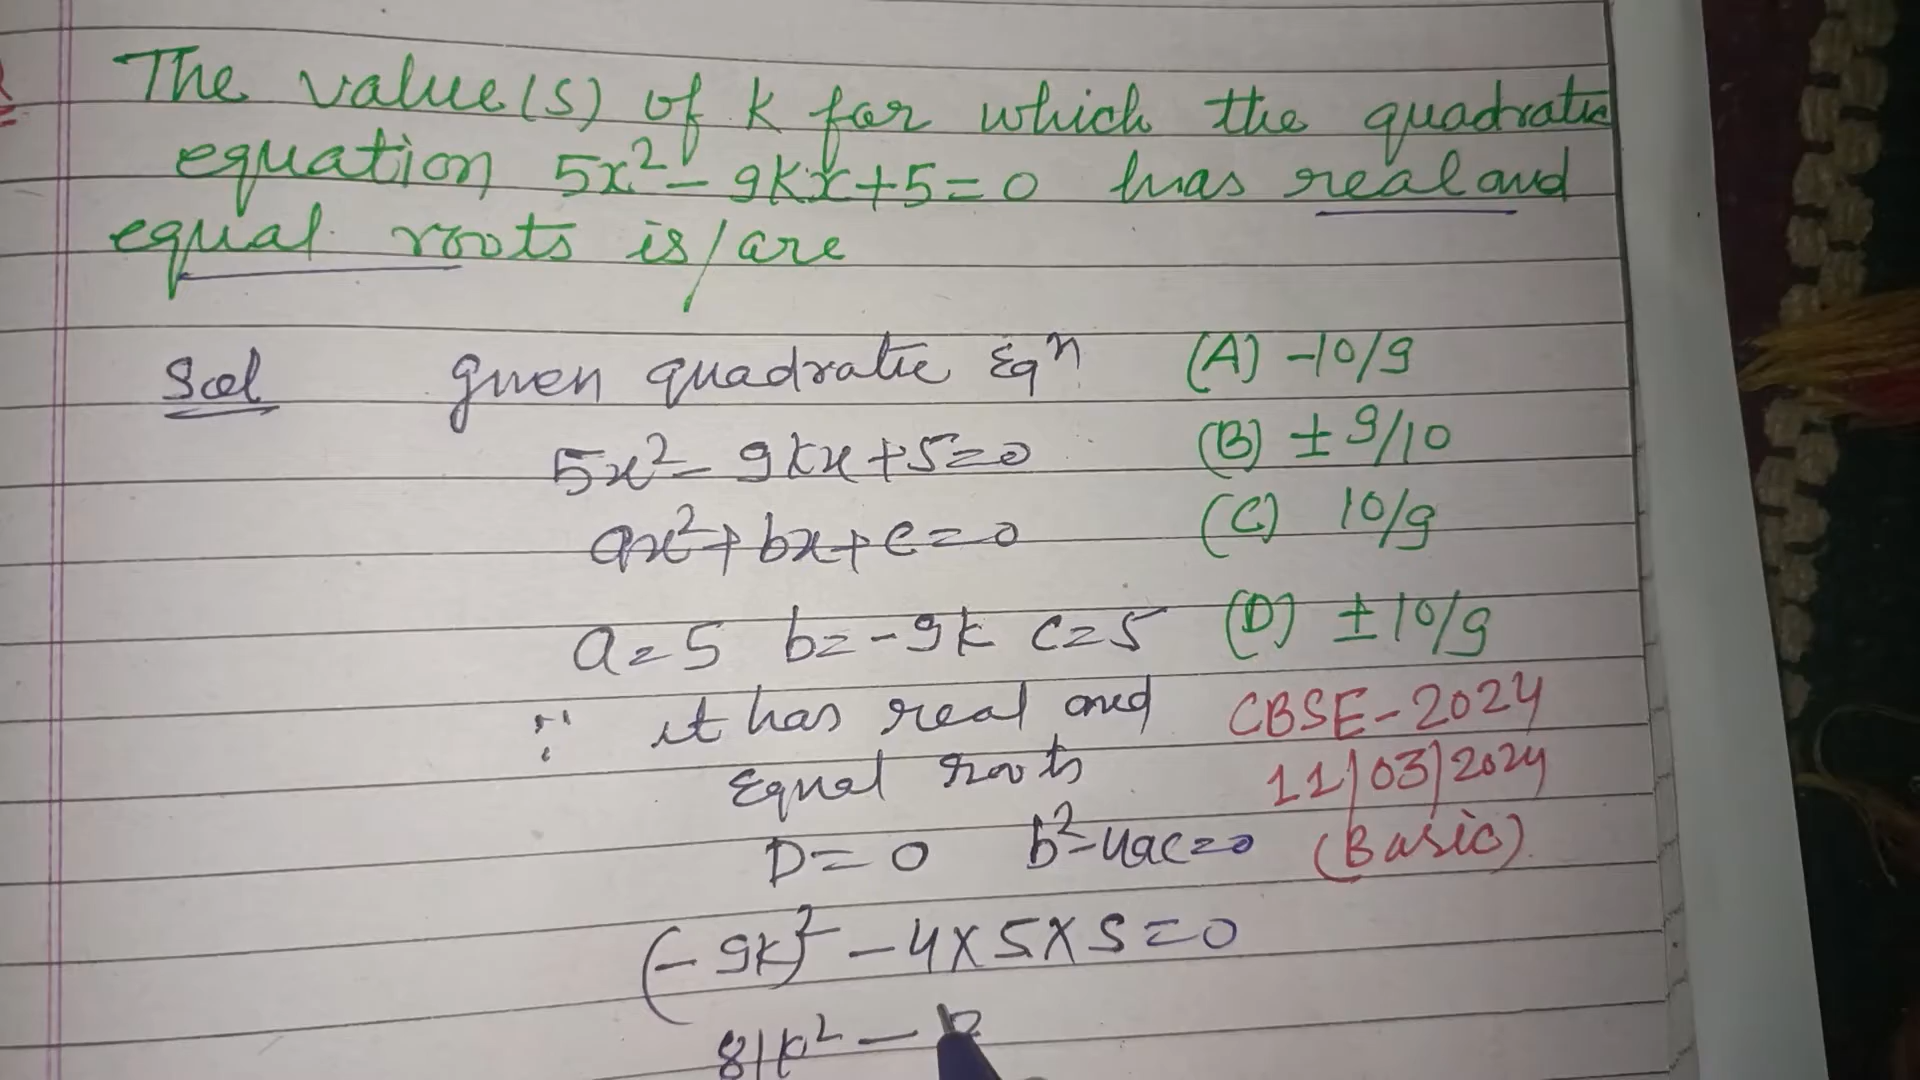 The value(s) of k for which the quadratic
equation 5x² - 9kx + 5 = 0 has real and
equal roots is/are
Sol given quadratic Eqⁿ (A) -10/9
5x² - 9kx + 5 = 0 (B) ± 9/10
ax² + bx + c = 0 (C) 10/9
a = 5 b = -9k c = 5 (D) ± 10/9
∵ it has real and CBSE-2024
Equal roots 11/03/2024
D = 0 b² - 4ac = 0 (Basic)
(-9k)² - 4 × 5 × 5 = 0
81k² -